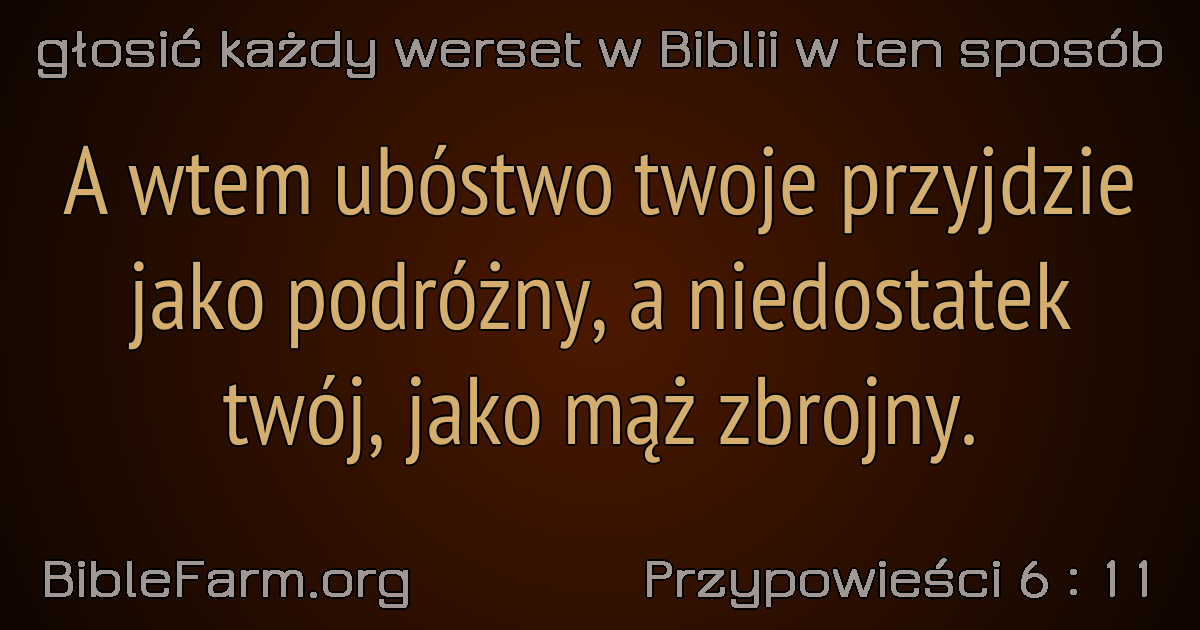 głosić każdy werset w Biblii w ten sposób
A wtem ubóstwo twoje przyjdzie
jako podróżny, a niedostatek
twój, jako mąż zbrojny.
BibleFarm.org
Przypowieści 6 : 11